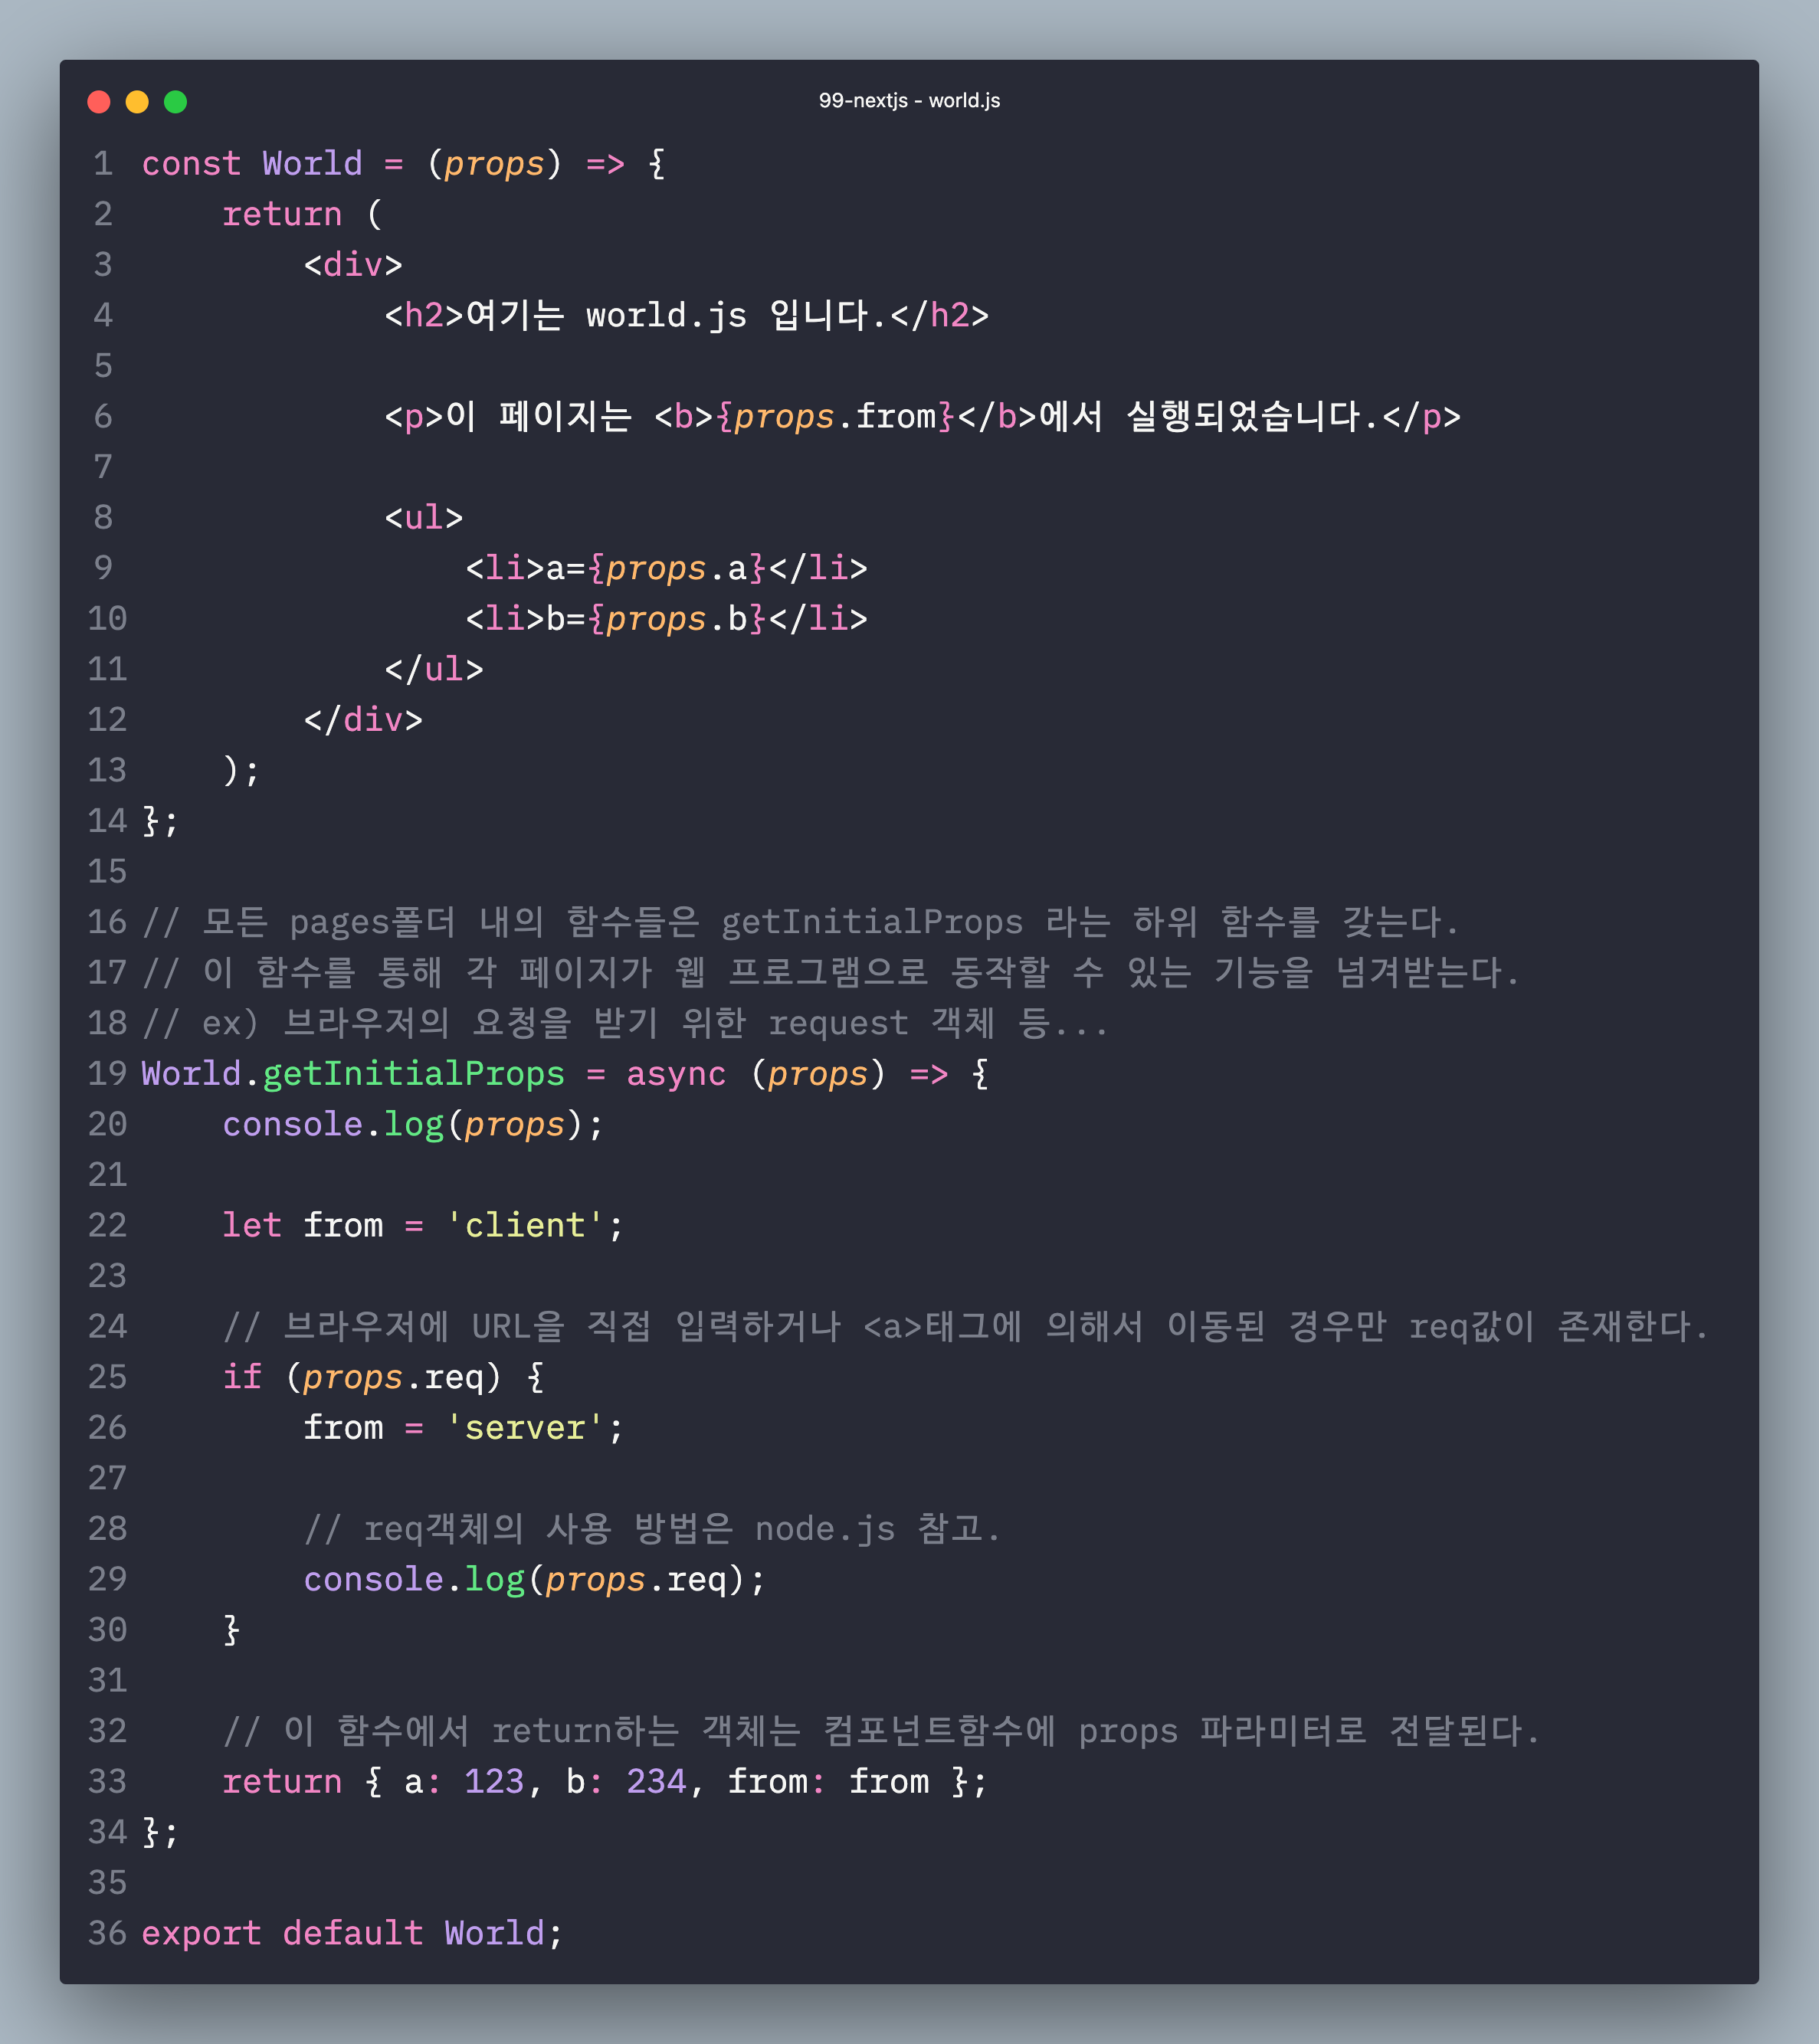 99-nextjs - world.js
1 const World = (props) => {
2     return (
3         <div>
4             <h2>여기는 world.js 입니다.</h2>
5
6             <p>이 페이지는 <b>{props.from}</b>에서 실행되었습니다.</p>
7
8             <ul>
9                 <li>a={props.a}</li>
10                 <li>b={props.b}</li>
11             </ul>
12         </div>
13     );
14 };
15
16 // 모든 pages폴더 내의 함수들은 getInitialProps 라는 하위 함수를 갖는다.
17 // 이 함수를 통해 각 페이지가 웹 프로그램으로 동작할 수 있는 기능을 넘겨받는다.
18 // ex) 브라우저의 요청을 받기 위한 request 객체 등...
19 World.getInitialProps = async (props) => {
20     console.log(props);
21
22     let from = 'client';
23
24     // 브라우저에 URL을 직접 입력하거나 <a>태그에 의해서 이동된 경우만 req값이 존재한다.
25     if (props.req) {
26         from = 'server';
27
28         // req객체의 사용 방법은 node.js 참고.
29         console.log(props.req);
30     }
31
32     // 이 함수에서 return하는 객체는 컴포넌트함수에 props 파라미터로 전달된다.
33     return { a: 123, b: 234, from: from };
34 };
35
36 export default World;